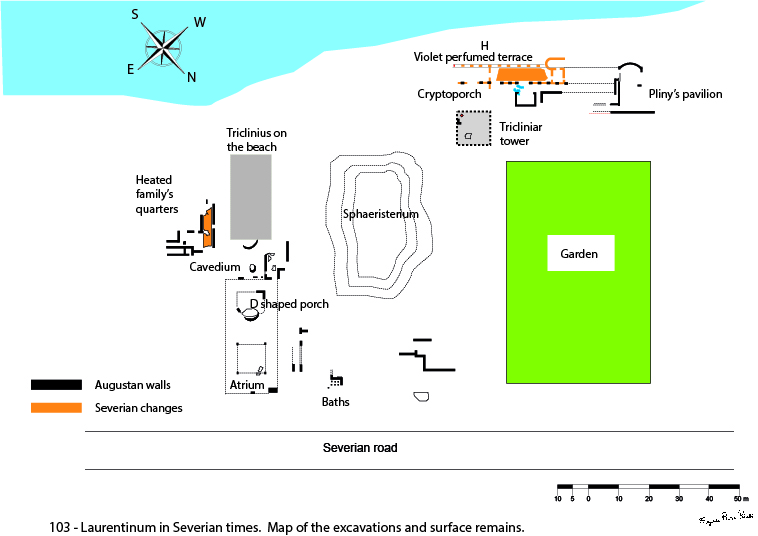 S
W
E
N
H
Violet perfumed terrace
Cryptoporch
Pliny's pavilion
Tricliniar
tower
Triclinius on
the beach
Heated
family's
quarters
Sphaeristerium
Garden
Cavedium
D shaped porch
Atrium
Baths
Augustan walls
Severian changes
Severian road
10 5 0 10 20 30 40 50 m
103 - Laurentinum in Severian times. Map of the excavations and surface remains.